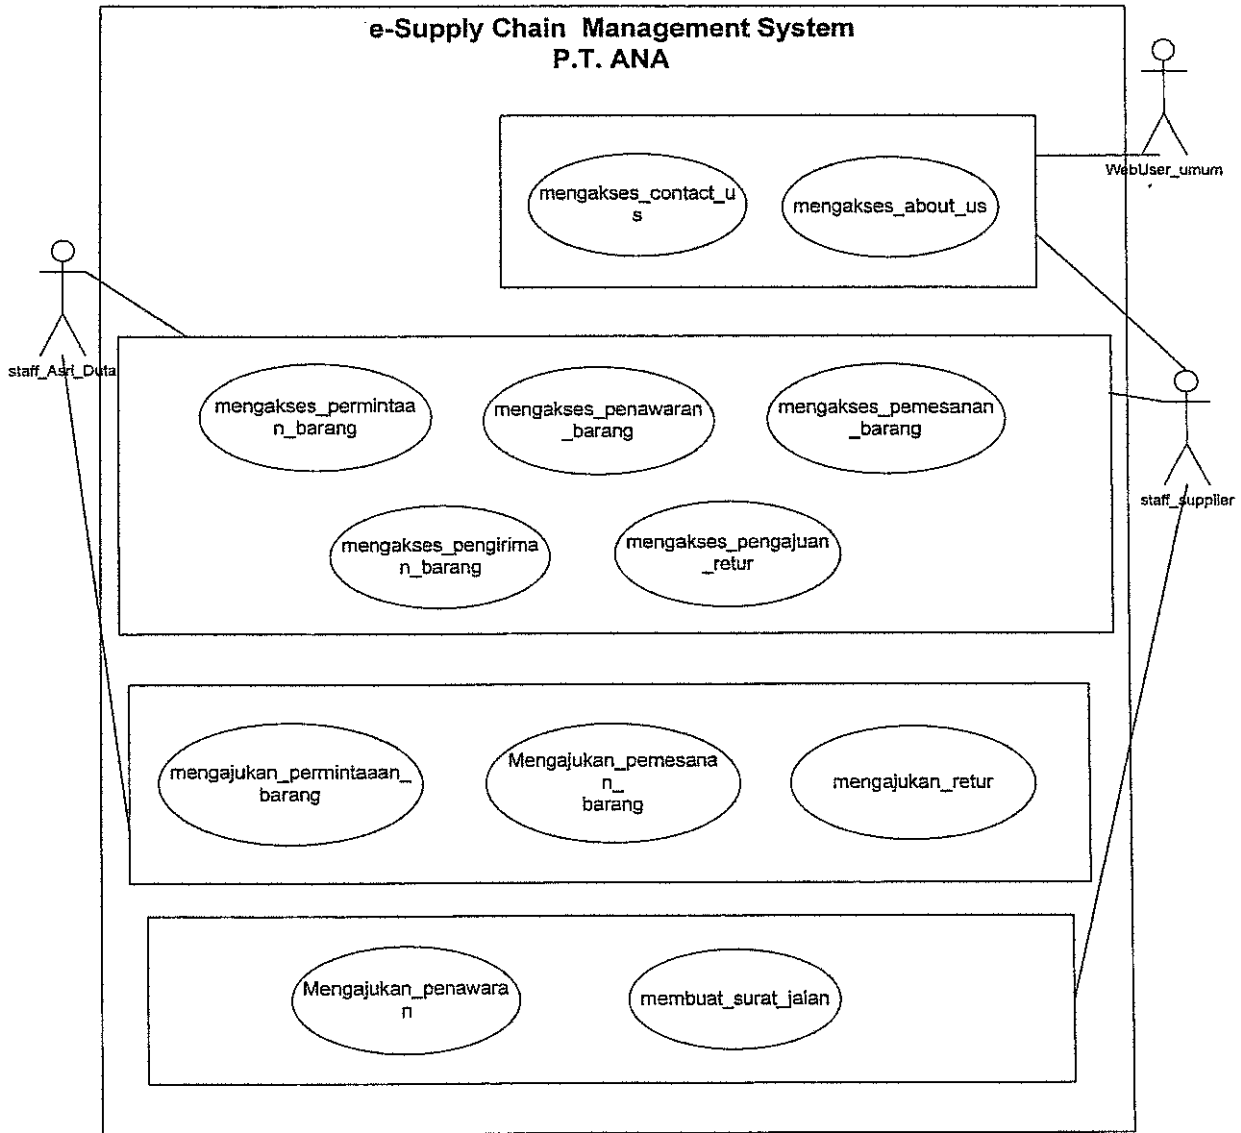 e-Supply Chain Management System
P.T. ANA
WebUser_umum
mengakses_contact_u
s
mengakses_about_us
staff_Asri_Duta
mengakses_permintaa
n_barang
mengakses_penawaran
_barang
mengakses_pemesanan
_barang
staff_supplier
mengakses_pengirima
n_barang
mengakses_pengajuan
_retur
mengajukan_permintaaan_
barang
Mengajukan_pemesana
n_
barang
mengajukan_retur
Mengajukan_penawara
n
membuat_surat_jalan